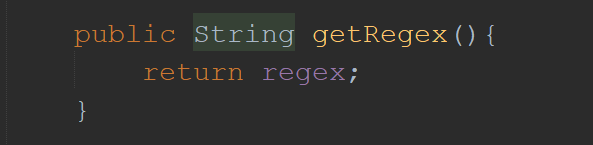 public String getRegex(){
    return regex;
}